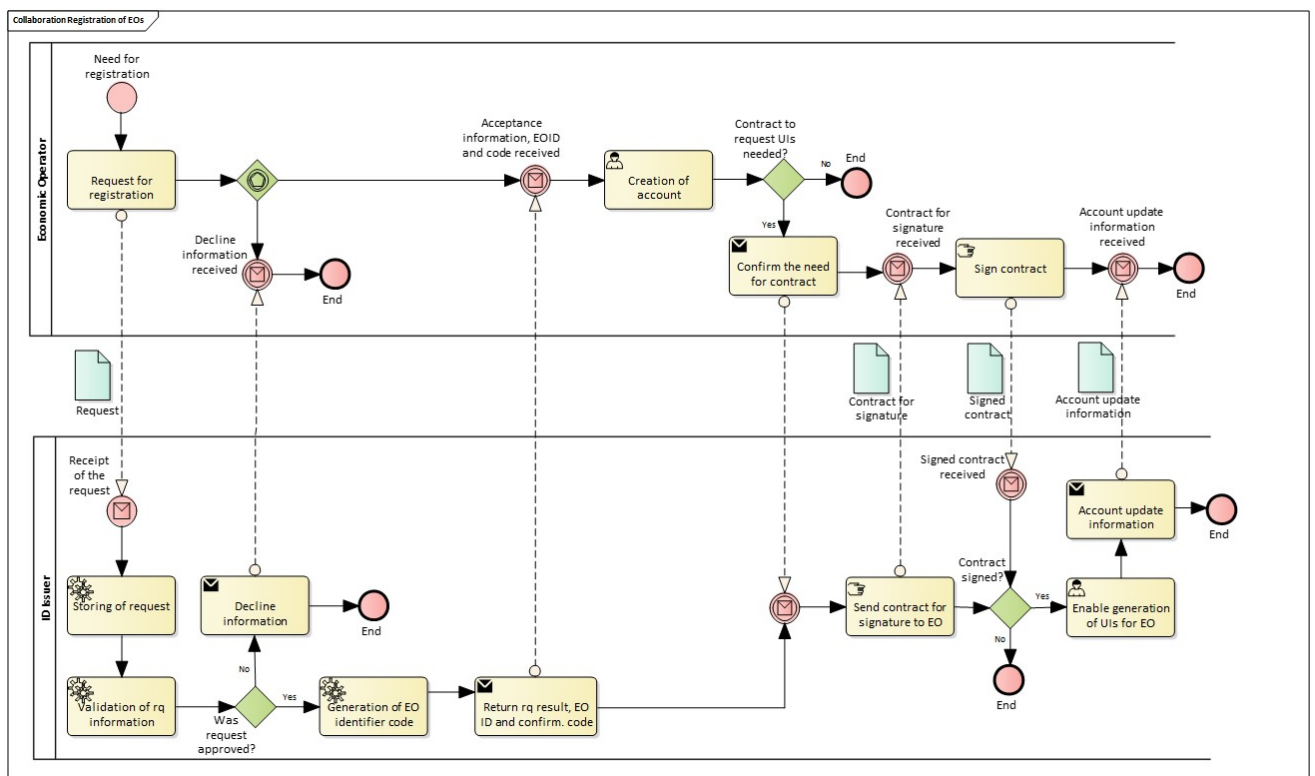 Collaboration Registration of EOs
Economic Operator
Need for
registration
Request for
registration
Decline
information
received
End
Acceptance
information, EOID
and code received
Creation of
account
Contract to
request UIs
needed?
No
End
Yes
Confirm the need
for contract
Contract for
signature
received
Sign contract
Account update
information
received
End
Request
Contract for
signature
Signed
contract
Account update
information
ID Issuer
Receipt
of the
request
Storing of request
Validation of rq
information
Was
request
approved?
No
Decline
information
End
Yes
Generation of EO
identifier code
Return rq result, EO
ID and confirm. code
Send contract for
signature to EO
Signed contract
received
Contract
signed?
Yes
No
End
Enable generation
of UIs for EO
Account update
information
End